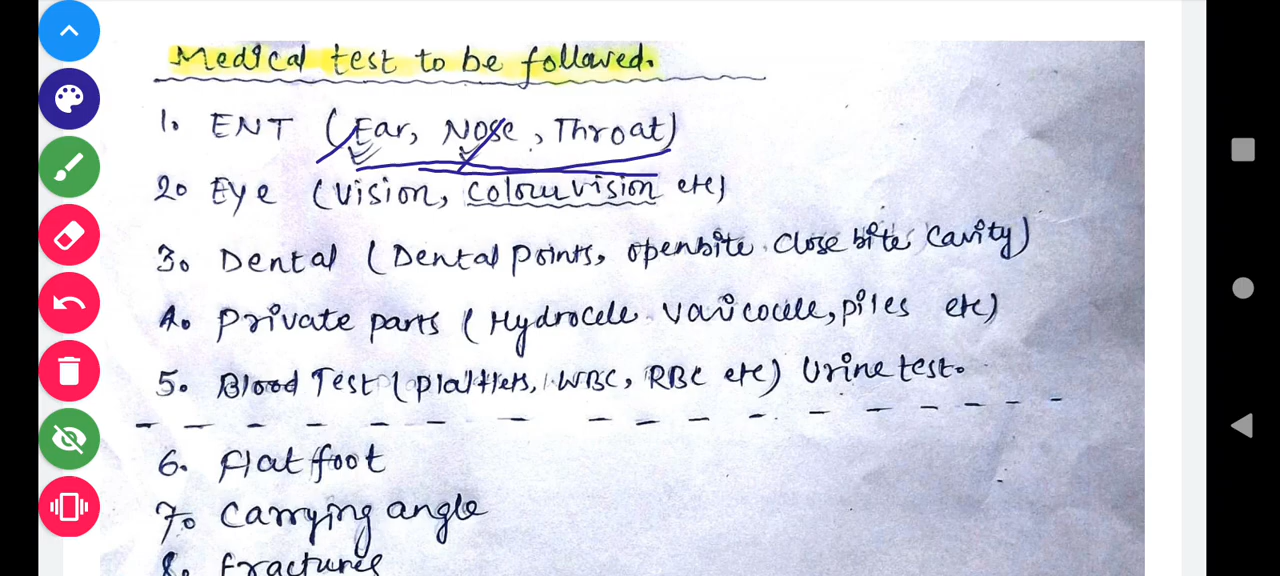 Medical test to be followed.
1. ENT (Ear, Nose, Throat)
2. Eye (Vision, Colour vision etc)
3. Dental (Dental points, openbite Close bite Cavity)
4. Private parts (Hydrocele varicocele, piles etc)
5. Blood Test (Platlets, WBC, RBC etc) Urine test.
6. Flat foot
7. Carrying angle
8. Fractures